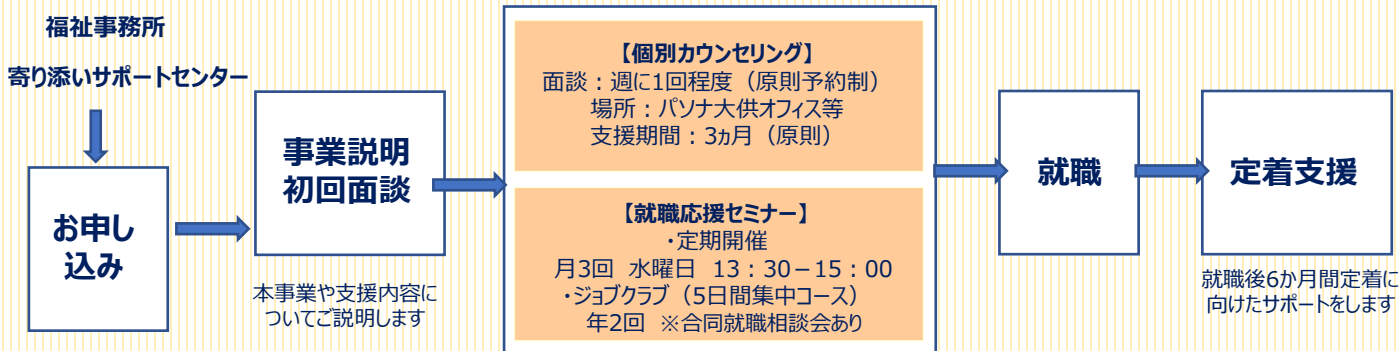 福祉事務所
寄り添いサポートセンター
お申し
込み
事業説明
初回面談
本事業や支援内容に
ついてご説明します
【個別カウンセリング】
面談：週に1回程度（原則予約制）
場所：パソナ大供オフィス等
支援期間：3ヵ月（原則）
【就職応援セミナー】
・定期開催
月3回 水曜日 13：30－15：00
・ジョブクラブ（5日間集中コース）
年2回 ※合同就職相談会あり
就職
定着支援
就職後6か月間定着に
向けたサポートをします